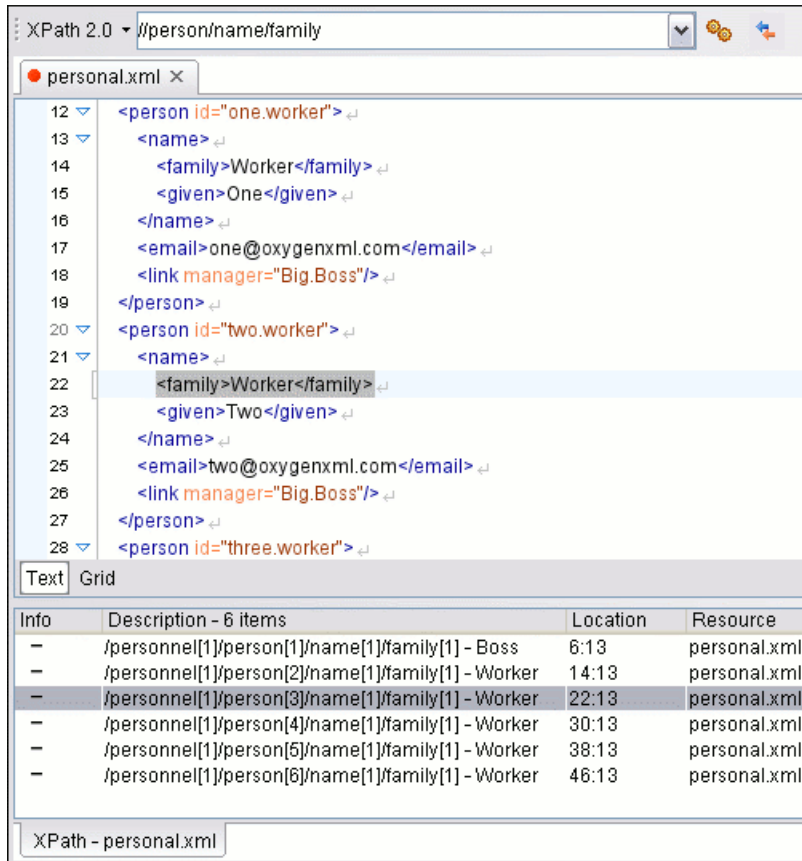 XPath 2.0 //person/name/family
personal.xml
12 <person id="one.worker">
13 <name>
14 <family>Worker</family>
15 <given>One</given>
16 </name>
17 <email>one@oxygenxml.com</email>
18 <link manager="Big.Boss"/>
19 </person>
20 <person id="two.worker">
21 <name>
22 <family>Worker</family>
23 <given>Two</given>
24 </name>
25 <email>two@oxygenxml.com</email>
26 <link manager="Big.Boss"/>
27 </person>
28 <person id="three.worker">
Text Grid
Info Description - 6 items Location Resource
– /personnel[1]/person[1]/name[1]/family[1] - Boss 6:13 personal.xml
– /personnel[1]/person[2]/name[1]/family[1] - Worker 14:13 personal.xml
– /personnel[1]/person[3]/name[1]/family[1] - Worker 22:13 personal.xml
– /personnel[1]/person[4]/name[1]/family[1] - Worker 30:13 personal.xml
– /personnel[1]/person[5]/name[1]/family[1] - Worker 38:13 personal.xml
– /personnel[1]/person[6]/name[1]/family[1] - Worker 46:13 personal.xml
XPath - personal.xml